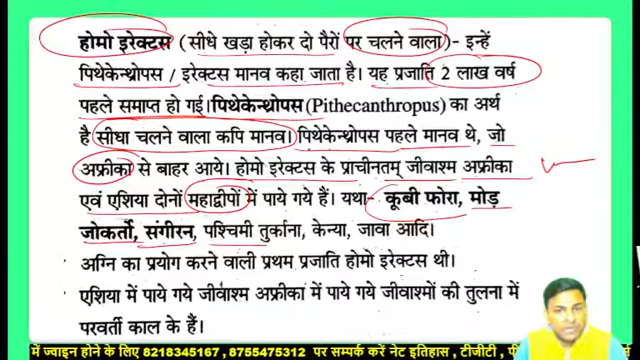 होमो इरेक्टस (सीधे खड़ा होकर दो पैरों पर चलने वाला)- इन्हें
पिथेकेन्थ्रोपस / इरेक्टस मानव कहा जाता है। यह प्रजाति 2 लाख वर्ष
पहले समाप्त हो गई। पिथेकेन्थ्रोपस (Pithecanthropus) का अर्थ
है सीधा चलने वाला कपि मानव। पिथेकेन्थ्रोपस पहले मानव थे, जो
अफ्रीका से बाहर आये। होमो इरेक्टस के प्राचीनतम् जीवाश्म अफ्रीका
एवं एशिया दोनों महाद्वीपों में पाये गये हैं। यथा- कूबी फोरा, मोड़
जोकर्तो, संगीरन, पश्चिमी तुर्काना, केन्या, जावा आदि।
अग्नि का प्रयोग करने वाली प्रथम प्रजाति होमो इरेक्टस थी।
एशिया में पाये गये जीवाश्म अफ्रीका में पाये गये जीवाश्मों की तुलना में
परवर्ती काल के हैं।
में ज्वाइन होने के लिए 8218345167 , 8755475312 पर सम्पर्क करें नेट इतिहास, टीजीटी,